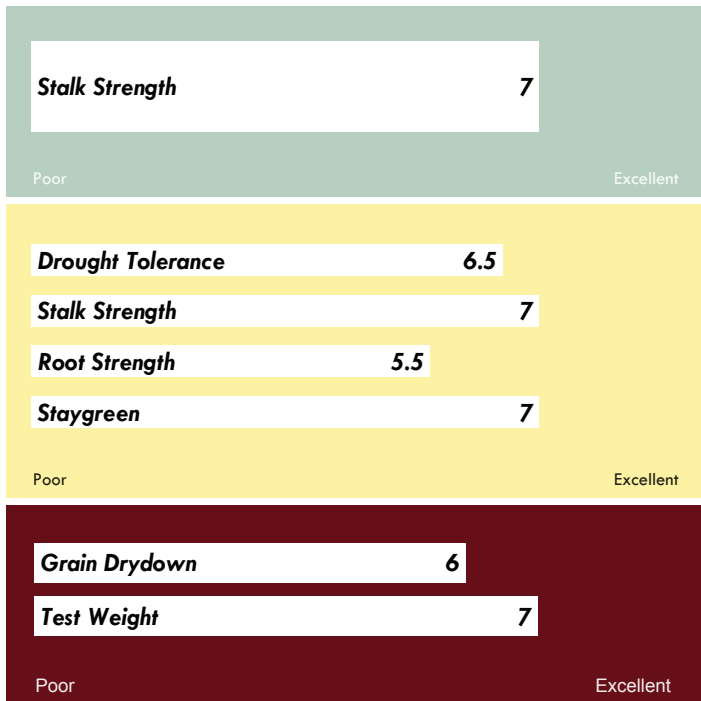 Stalk Strength 7
Poor Excellent
Drought Tolerance 6.5
Stalk Strength 7
Root Strength 5.5
Staygreen 7
Poor Excellent
Grain Drydown 6
Test Weight 7
Poor Excellent